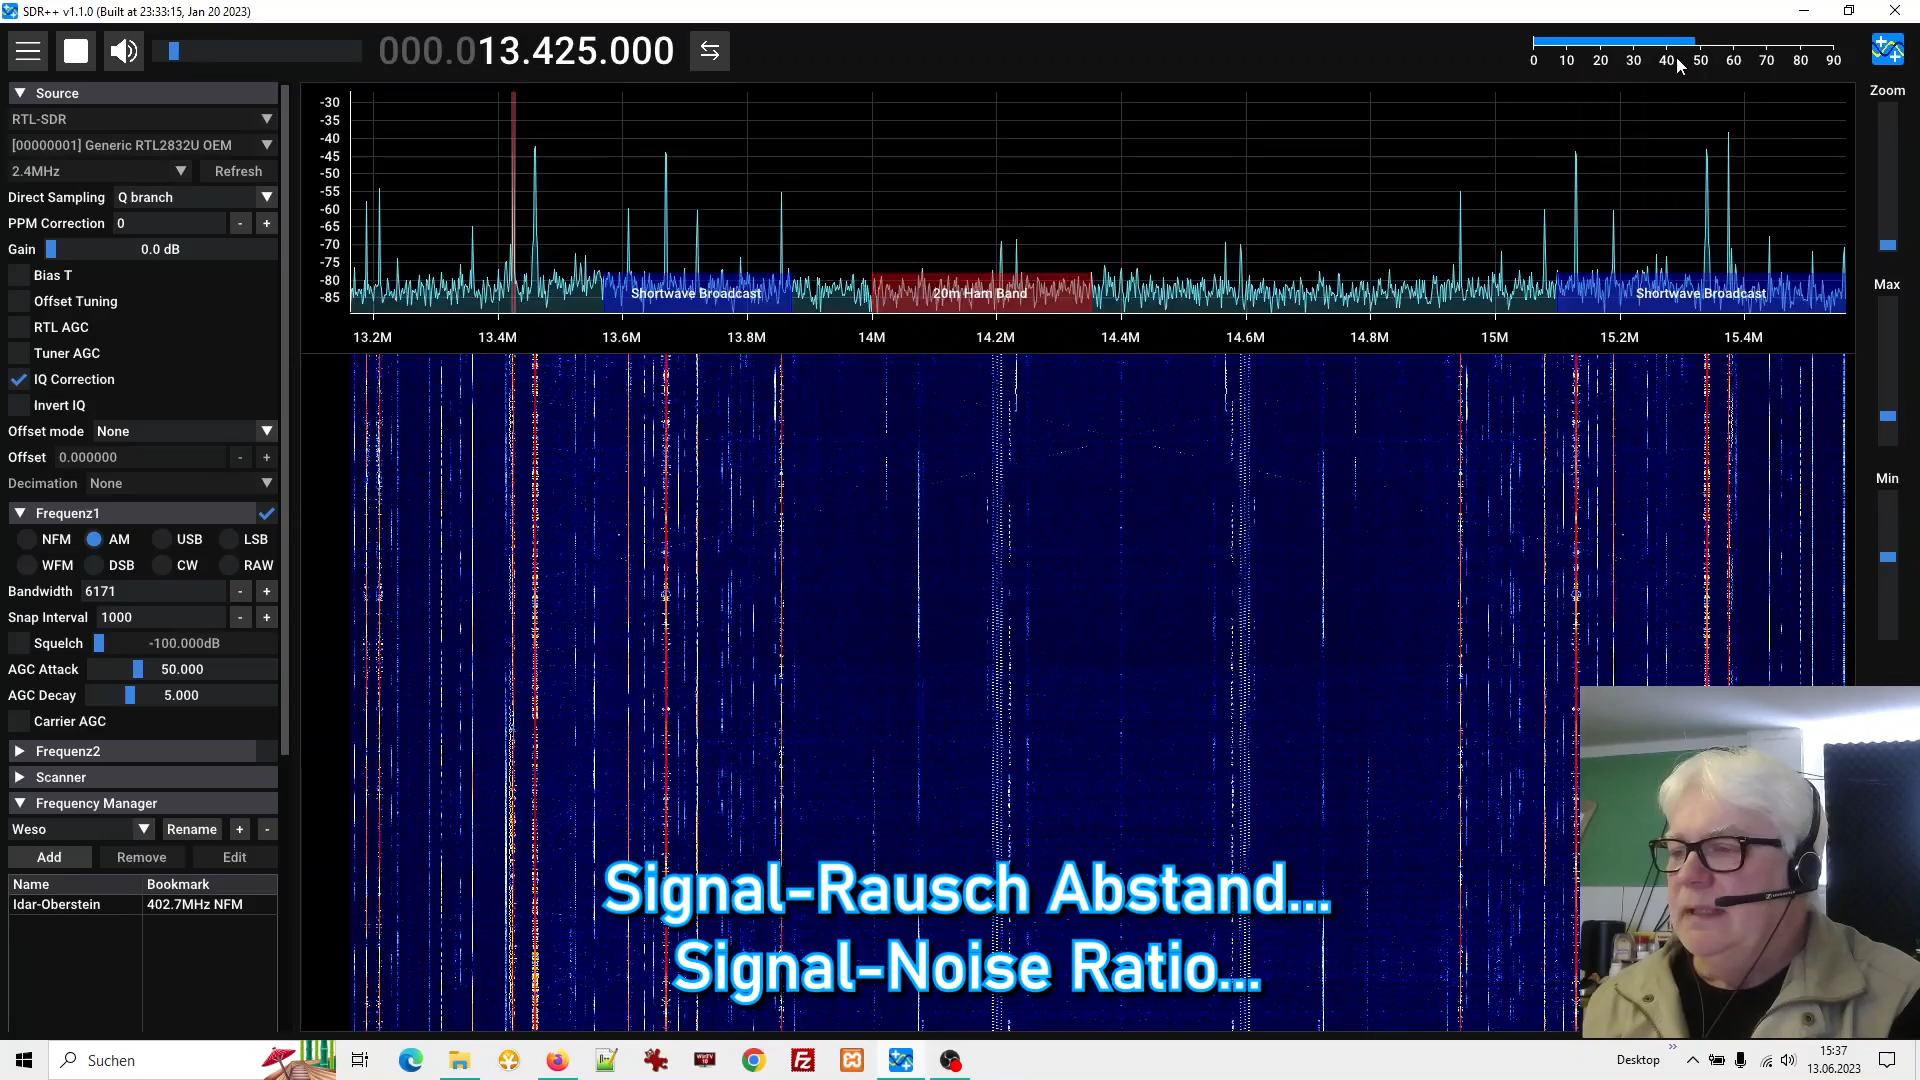 SDR++ v1.1.0 (Built at 23:33:15, Jan 20 2023)
000.013.425.000
0 10 20 30 40 50 60 70 80 90
Source
RTL-SDR
[00000001] Generic RTL2832U OEM
2.4MHz Refresh
Direct Sampling Q branch
PPM Correction 0 - +
Gain 0.0 dB
Bias T
Offset Tuning
RTL AGC
Tuner AGC
IQ Correction
Invert IQ
Offset mode None
Offset 0.000000 - +
Decimation None
Frequenz1
NFM AM USB LSB
WFM DSB CW RAW
Bandwidth 6171 - +
Snap Interval 1000 - +
Squelch -100.000dB
AGC Attack 50.000
AGC Decay 5.000
Carrier AGC
Frequenz2
Scanner
Frequency Manager
Weso Rename + -
Add Remove Edit
Name Bookmark
Idar-Oberstein 402.7MHz NFM
-30
-35
-40
-45
-50
-55
-60
-65
-70
-75
-80
-85
Shortwave Broadcast 20m Ham Band Shortwave Broadcast
13.2M 13.4M 13.6M 13.8M 14M 14.2M 14.4M 14.6M 14.8M 15M 15.2M 15.4M
Zoom
Max
Min
Signal-Rausch Abstand...
Signal-Noise Ratio...
Suchen
Desktop
15:37
13.06.2023